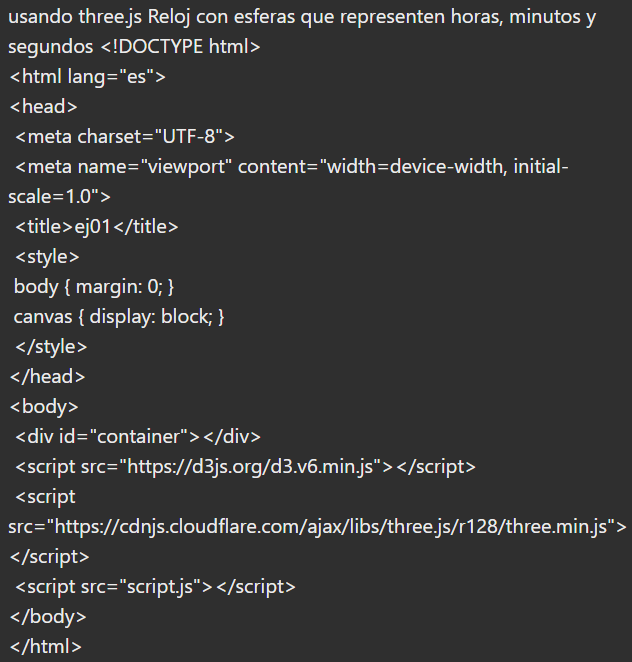 usando three.js Reloj con esferas que representen horas, minutos y
segundos <!DOCTYPE html>
<html lang="es">
<head>
 <meta charset="UTF-8">
 <meta name="viewport" content="width=device-width, initial-
scale=1.0">
 <title>ej01</title>
 <style>
 body { margin: 0; }
 canvas { display: block; }
 </style>
</head>
<body>
 <div id="container"></div>
 <script src="https://d3js.org/d3.v6.min.js"></script>
 <script
src="https://cdnjs.cloudflare.com/ajax/libs/three.js/r128/three.min.js">
</script>
 <script src="script.js"></script>
</body>
</html>